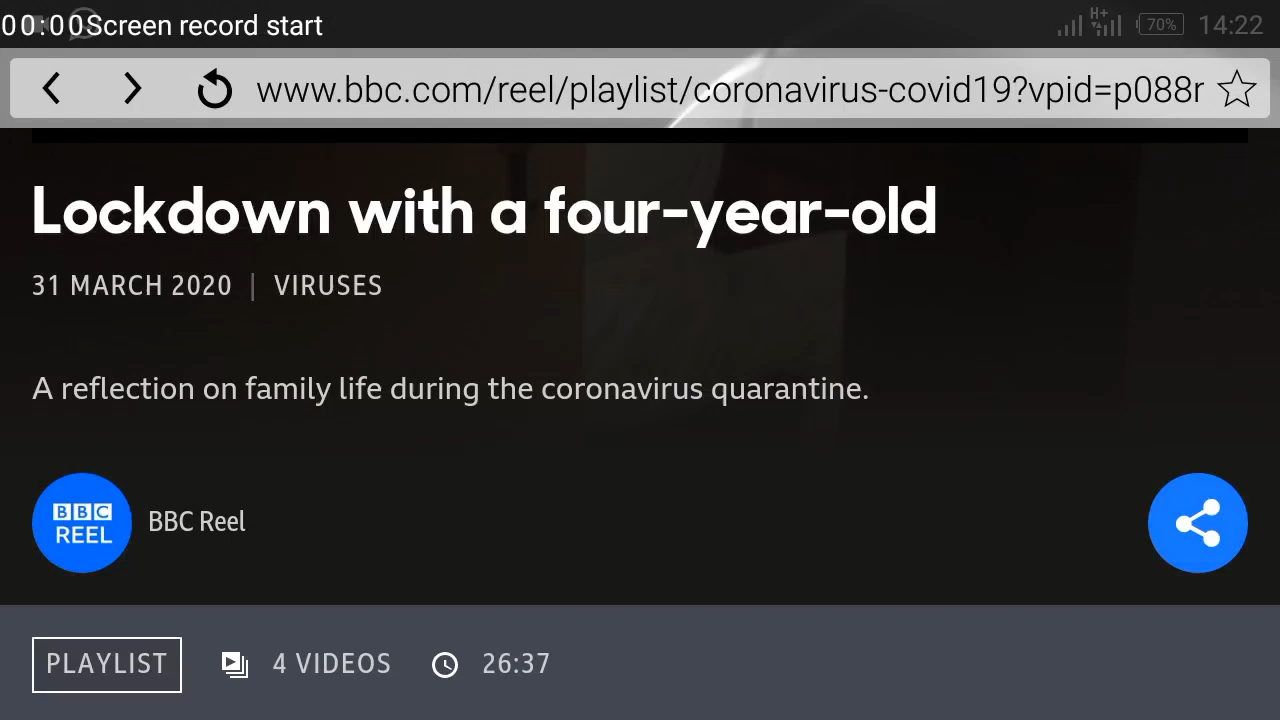 00:00Screen record start
H+
70%
14:22
www.bbc.com/reel/playlist/coronavirus-covid19?vpid=p088r
Lockdown with a four-year-old
31 MARCH 2020 | VIRUSES
A reflection on family life during the coronavirus quarantine.
BBC
REEL
BBC Reel
PLAYLIST
4 VIDEOS
26:37